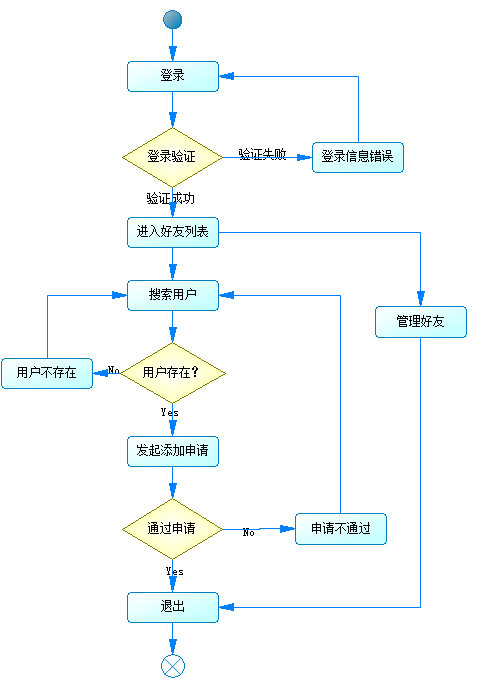 登录
登录验证
验证失败
登录信息错误
验证成功
进入好友列表
搜索用户
管理好友
用户不存在
No
用户存在?
Yes
发起添加申请
通过申请
No
申请不通过
Yes
退出